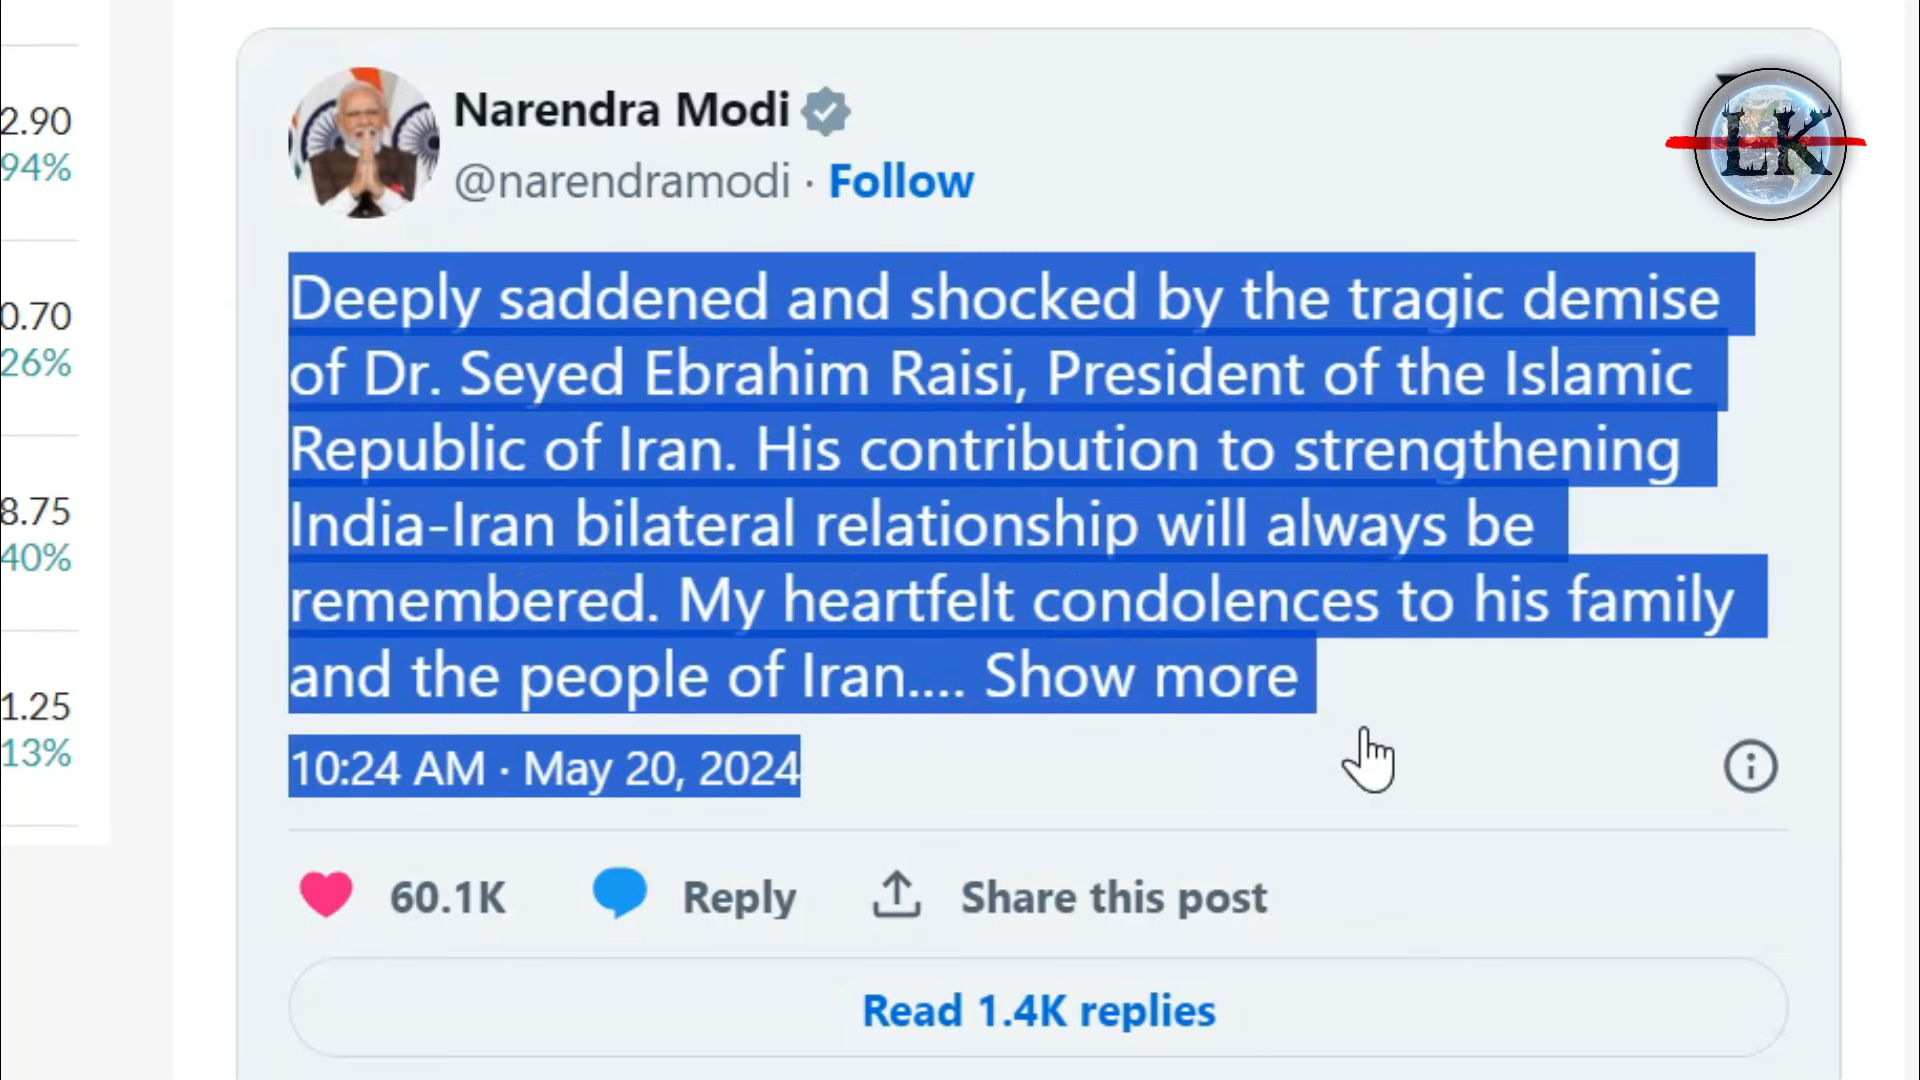 2.90
94%
0.70
26%
8.75
40%
1.25
13%
Narendra Modi
@narendramodi · Follow
LK
Deeply saddened and shocked by the tragic demise
of Dr. Seyed Ebrahim Raisi, President of the Islamic
Republic of Iran. His contribution to strengthening
India-Iran bilateral relationship will always be
remembered. My heartfelt condolences to his family
and the people of Iran.... Show more
10:24 AM · May 20, 2024
60.1K Reply Share this post
Read 1.4K replies